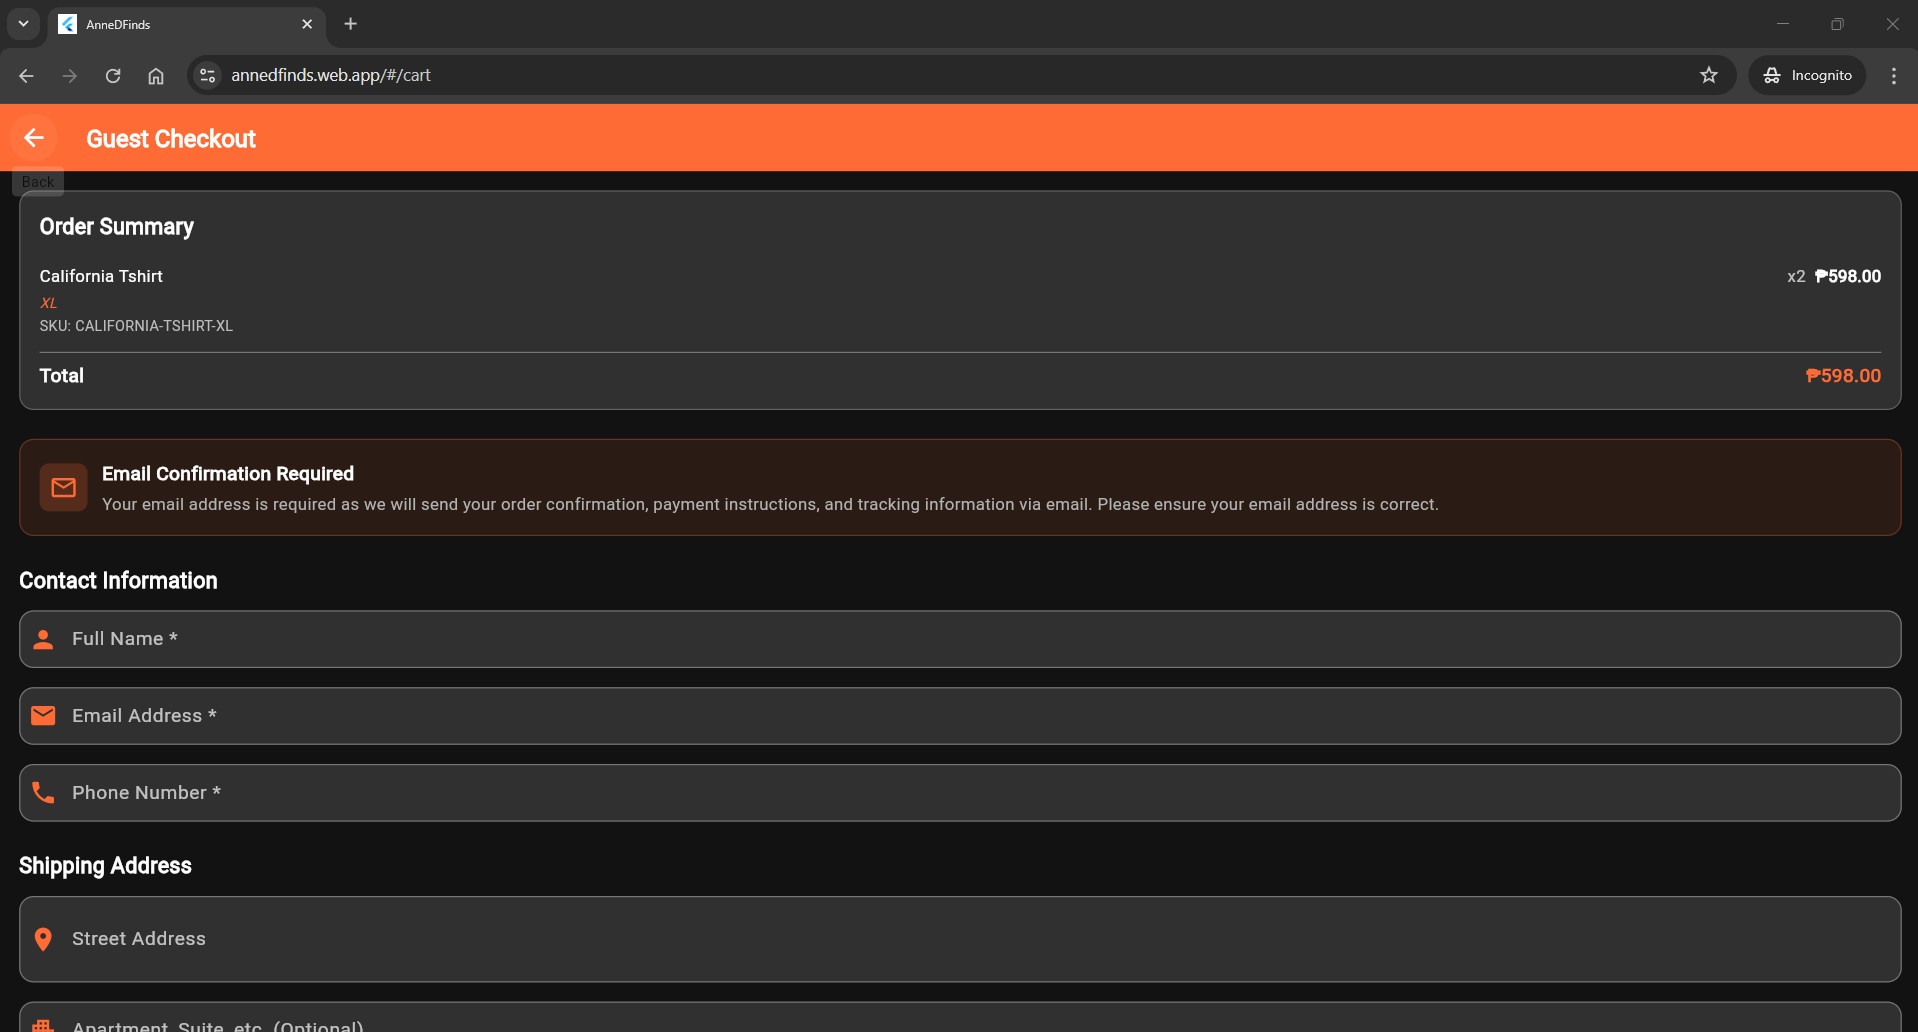 AnneDFinds
annedfinds.web.app/#/cart
Incognito
Guest Checkout
Back
Order Summary
California Tshirt
x2 ₱598.00
XL
SKU: CALIFORNIA-TSHIRT-XL
Total
₱598.00
Email Confirmation Required
Your email address is required as we will send your order confirmation, payment instructions, and tracking information via email. Please ensure your email address is correct.
Contact Information
Full Name *
Email Address *
Phone Number *
Shipping Address
Street Address
Apartment, Suite, etc. (Optional)